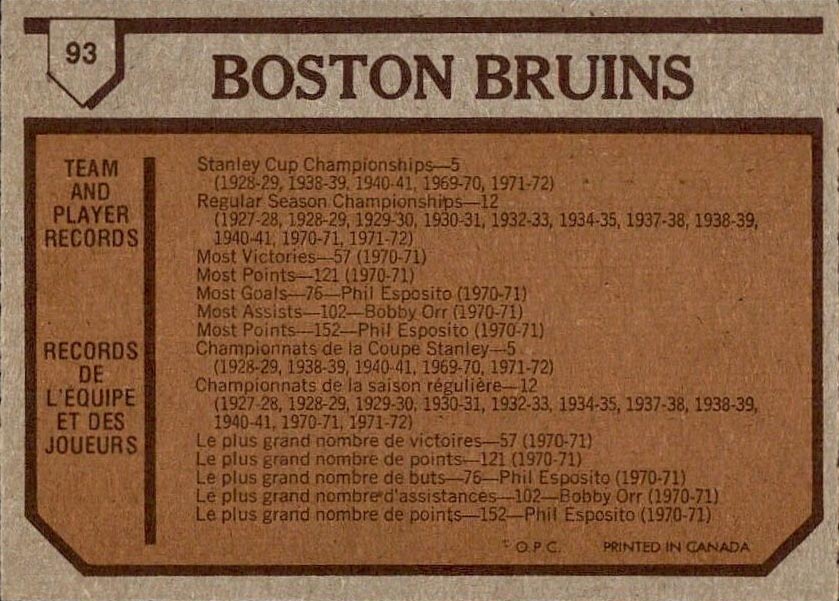 93
BOSTON BRUINS
TEAM
AND
PLAYER
RECORDS
Stanley Cup Championships—5
(1928-29, 1938-39, 1940-41, 1969-70, 1971-72)
Regular Season Championships—12
(1927-28, 1928-29, 1929-30, 1930-31, 1932-33, 1934-35, 1937-38, 1938-39,
1940-41, 1970-71, 1971-72)
Most Victories—57 (1970-71)
Most Points—121 (1970-71)
Most Goals—76—Phil Esposito (1970-71)
Most Assists—102—Bobby Orr (1970-71)
Most Points—152—Phil Esposito (1970-71)
RECORDS
DE
L'ÉQUIPE
ET DES
JOUEURS
Championnats de la Coupe Stanley—5
(1928-29, 1938-39, 1940-41, 1969-70, 1971-72)
Championnats de la saison régulière—12
(1927-28, 1928-29, 1929-30, 1930-31, 1932-33, 1934-35, 1937-38, 1938-39,
1940-41, 1970-71, 1971-72)
Le plus grand nombre de victoires—57 (1970-71)
Le plus grand nombre de points—121 (1970-71)
Le plus grand nombre de buts—76—Phil Esposito (1970-71)
Le plus grand nombre d'assistances—102—Bobby Orr (1970-71)
Le plus grand nombre de points—152—Phil Esposito (1970-71)
O.P.C. PRINTED IN CANADA